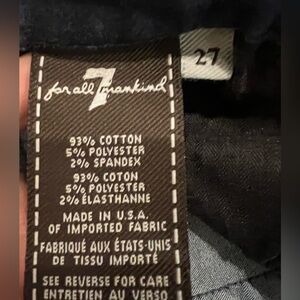 7
for all mankind
27
93% COTTON
5% POLYESTER
2% SPANDEX
93% COTON
5% POLYESTER
2% ÉLASTHANNE
MADE IN U.S.A.
OF IMPORTED FABRIC
FABRIQUÉ AUX ÉTATS-UNIS
DE TISSU IMPORTÉ
SEE REVERSE FOR CARE
ENTRETIEN AU VERSO